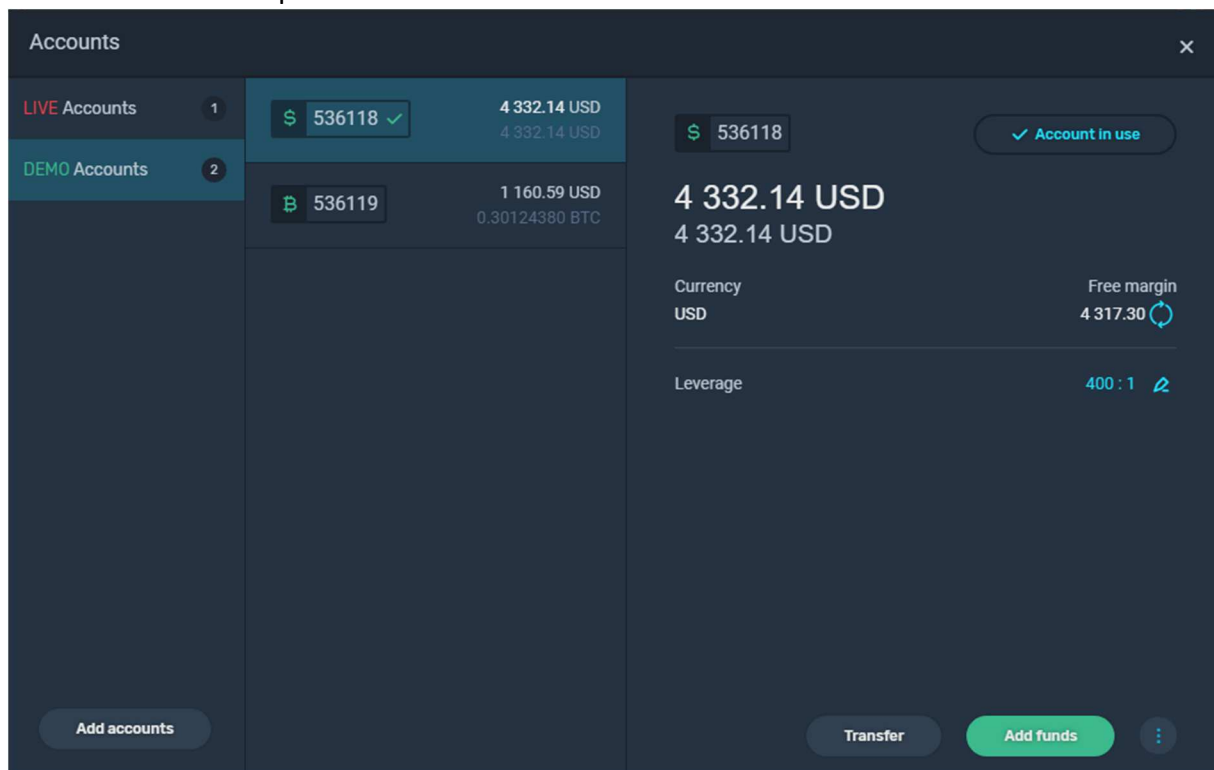 Accounts
LIVE Accounts 1
DEMO Accounts 2
$ 536118 4 332.14 USD
4 332.14 USD
536119 1 160.59 USD
0.30124380 BTC
$ 536118 Account in use
4 332.14 USD
4 332.14 USD
Currency Free margin
USD 4 317.30
Leverage 400 : 1
Add accounts Transfer Add funds